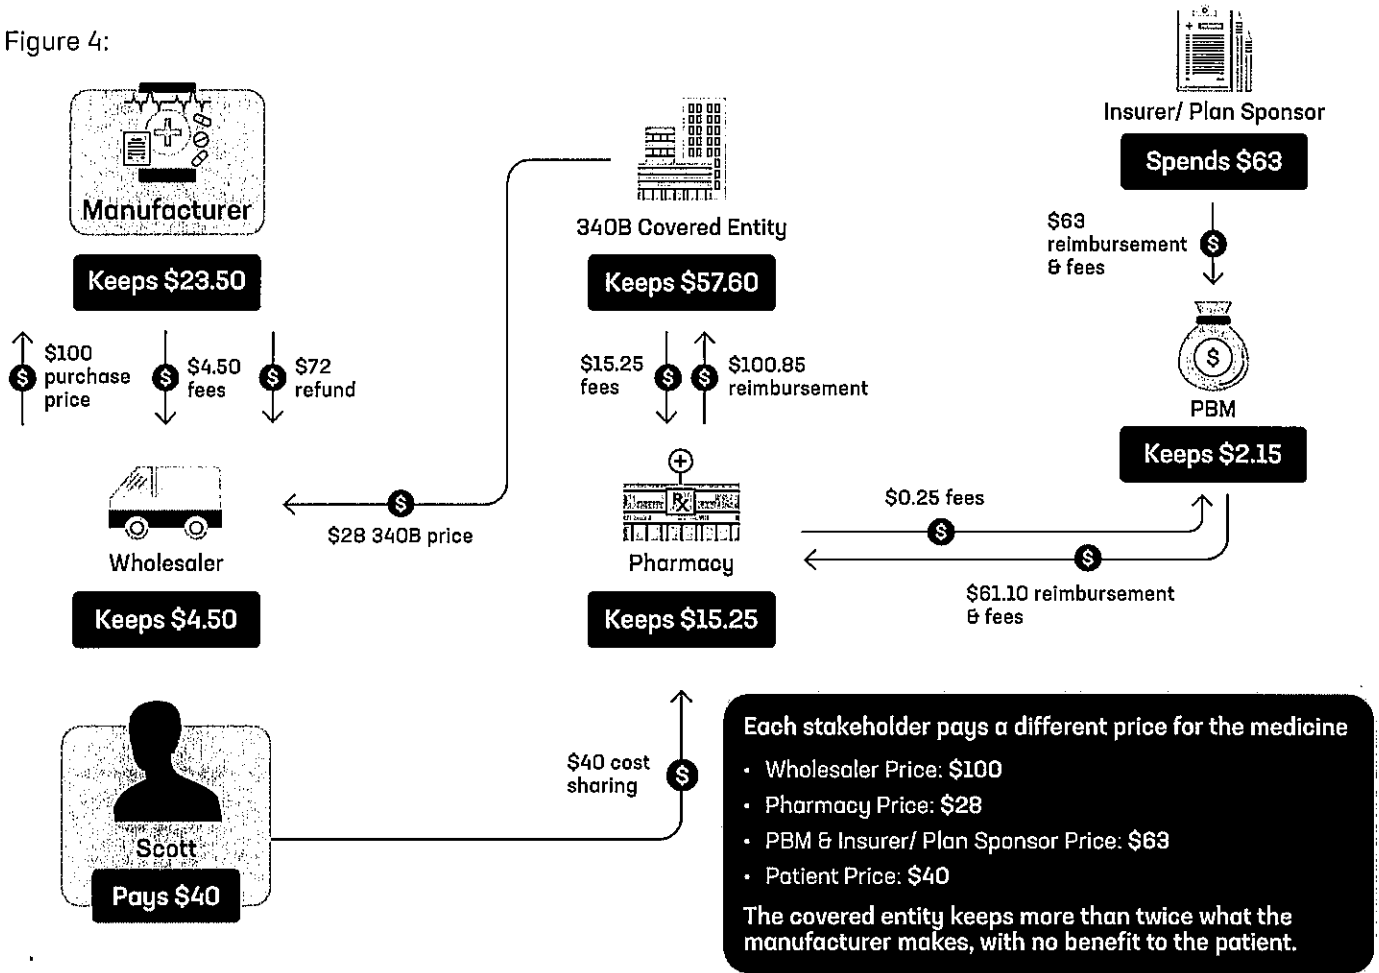 Figure 4:
Manufacturer
Keeps $23.50
$100
purchase
price
$4.50
fees
$72
refund
Wholesaler
Keeps $4.50
$28 340B price
340B Covered Entity
Keeps $57.60
$15.25
fees
$100.85
reimbursement
Rx
Pharmacy
Keeps $15.25
Insurer/ Plan Sponsor
Spends $63
$63
reimbursement
& fees
$
PBM
Keeps $2.15
$0.25 fees
$61.10 reimbursement
& fees
Scott
Pays $40
$40 cost
sharing
Each stakeholder pays a different price for the medicine
• Wholesaler Price: $100
• Pharmacy Price: $28
• PBM & Insurer/ Plan Sponsor Price: $63
• Patient Price: $40
The covered entity keeps more than twice what the
manufacturer makes, with no benefit to the patient.